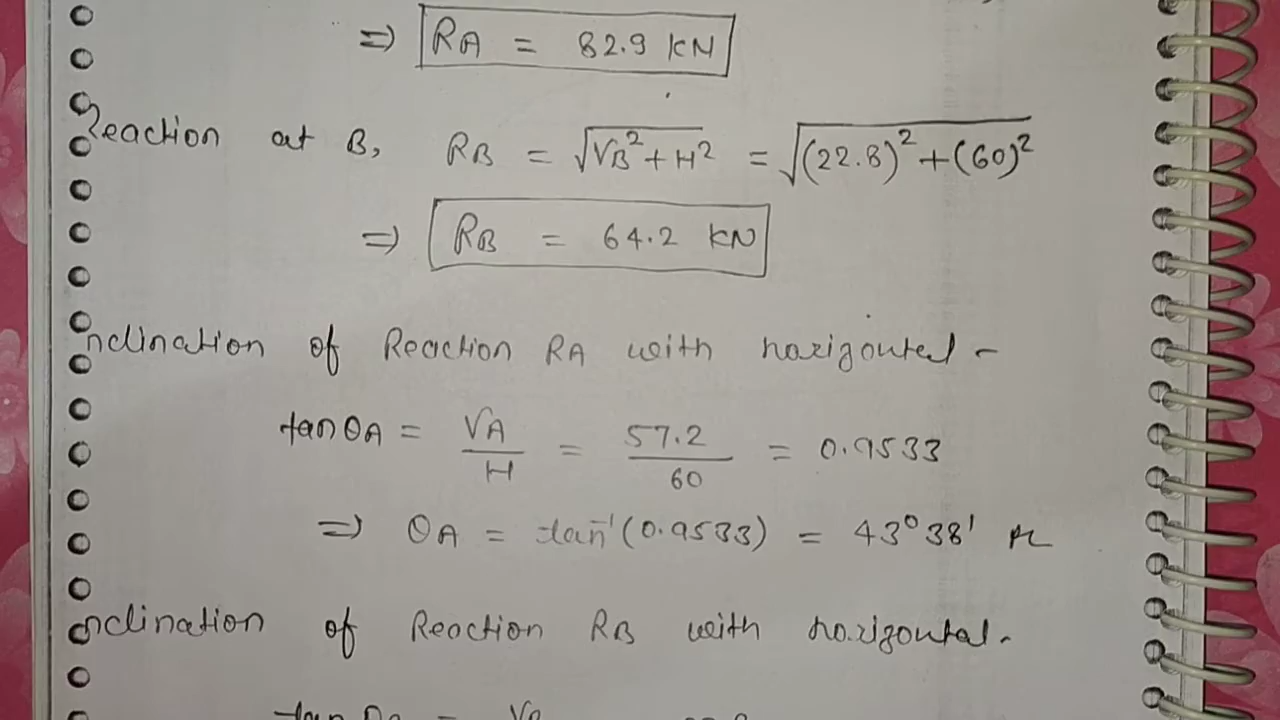 => RA = 82.9 KN
Reaction at B, RB = √VB²+H² = √(22.8)²+(60)²
=> RB = 64.2 KN
Inclination of Reaction RA with horizontal -
tan θA = VA/H = 57.2/60 = 0.9533
=> θA = tan⁻¹(0.9533) = 43°38'
Inclination of Reaction RB with horizontal-